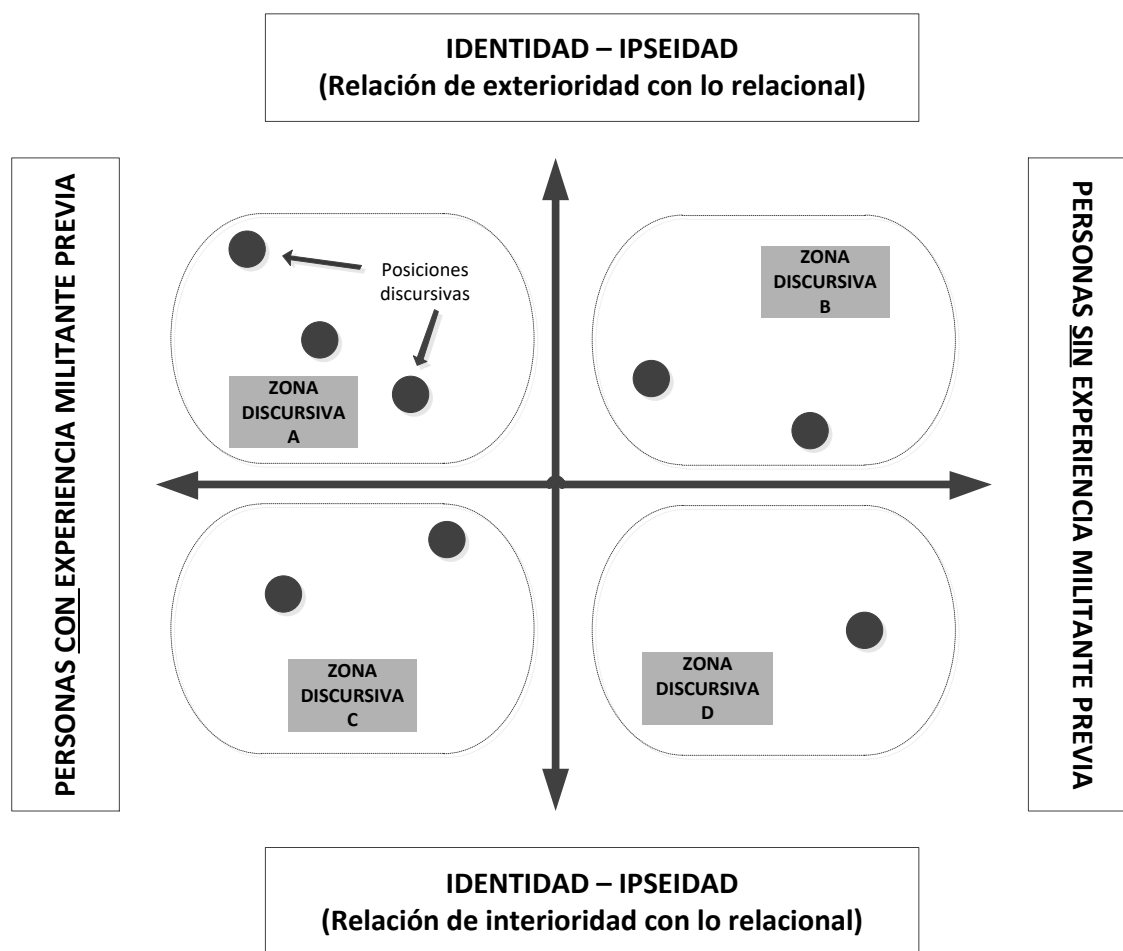 IDENTIDAD – IPSEIDAD
(Relación de exterioridad con lo relacional)
PERSONAS CON EXPERIENCIA MILITANTE PREVIA
Posiciones
discursivas
ZONA
DISCURSIVA
A
ZONA
DISCURSIVA
B
PERSONAS SIN EXPERIENCIA MILITANTE PREVIA
ZONA
DISCURSIVA
C
ZONA
DISCURSIVA
D
IDENTIDAD – IPSEIDAD
(Relación de interioridad con lo relacional)